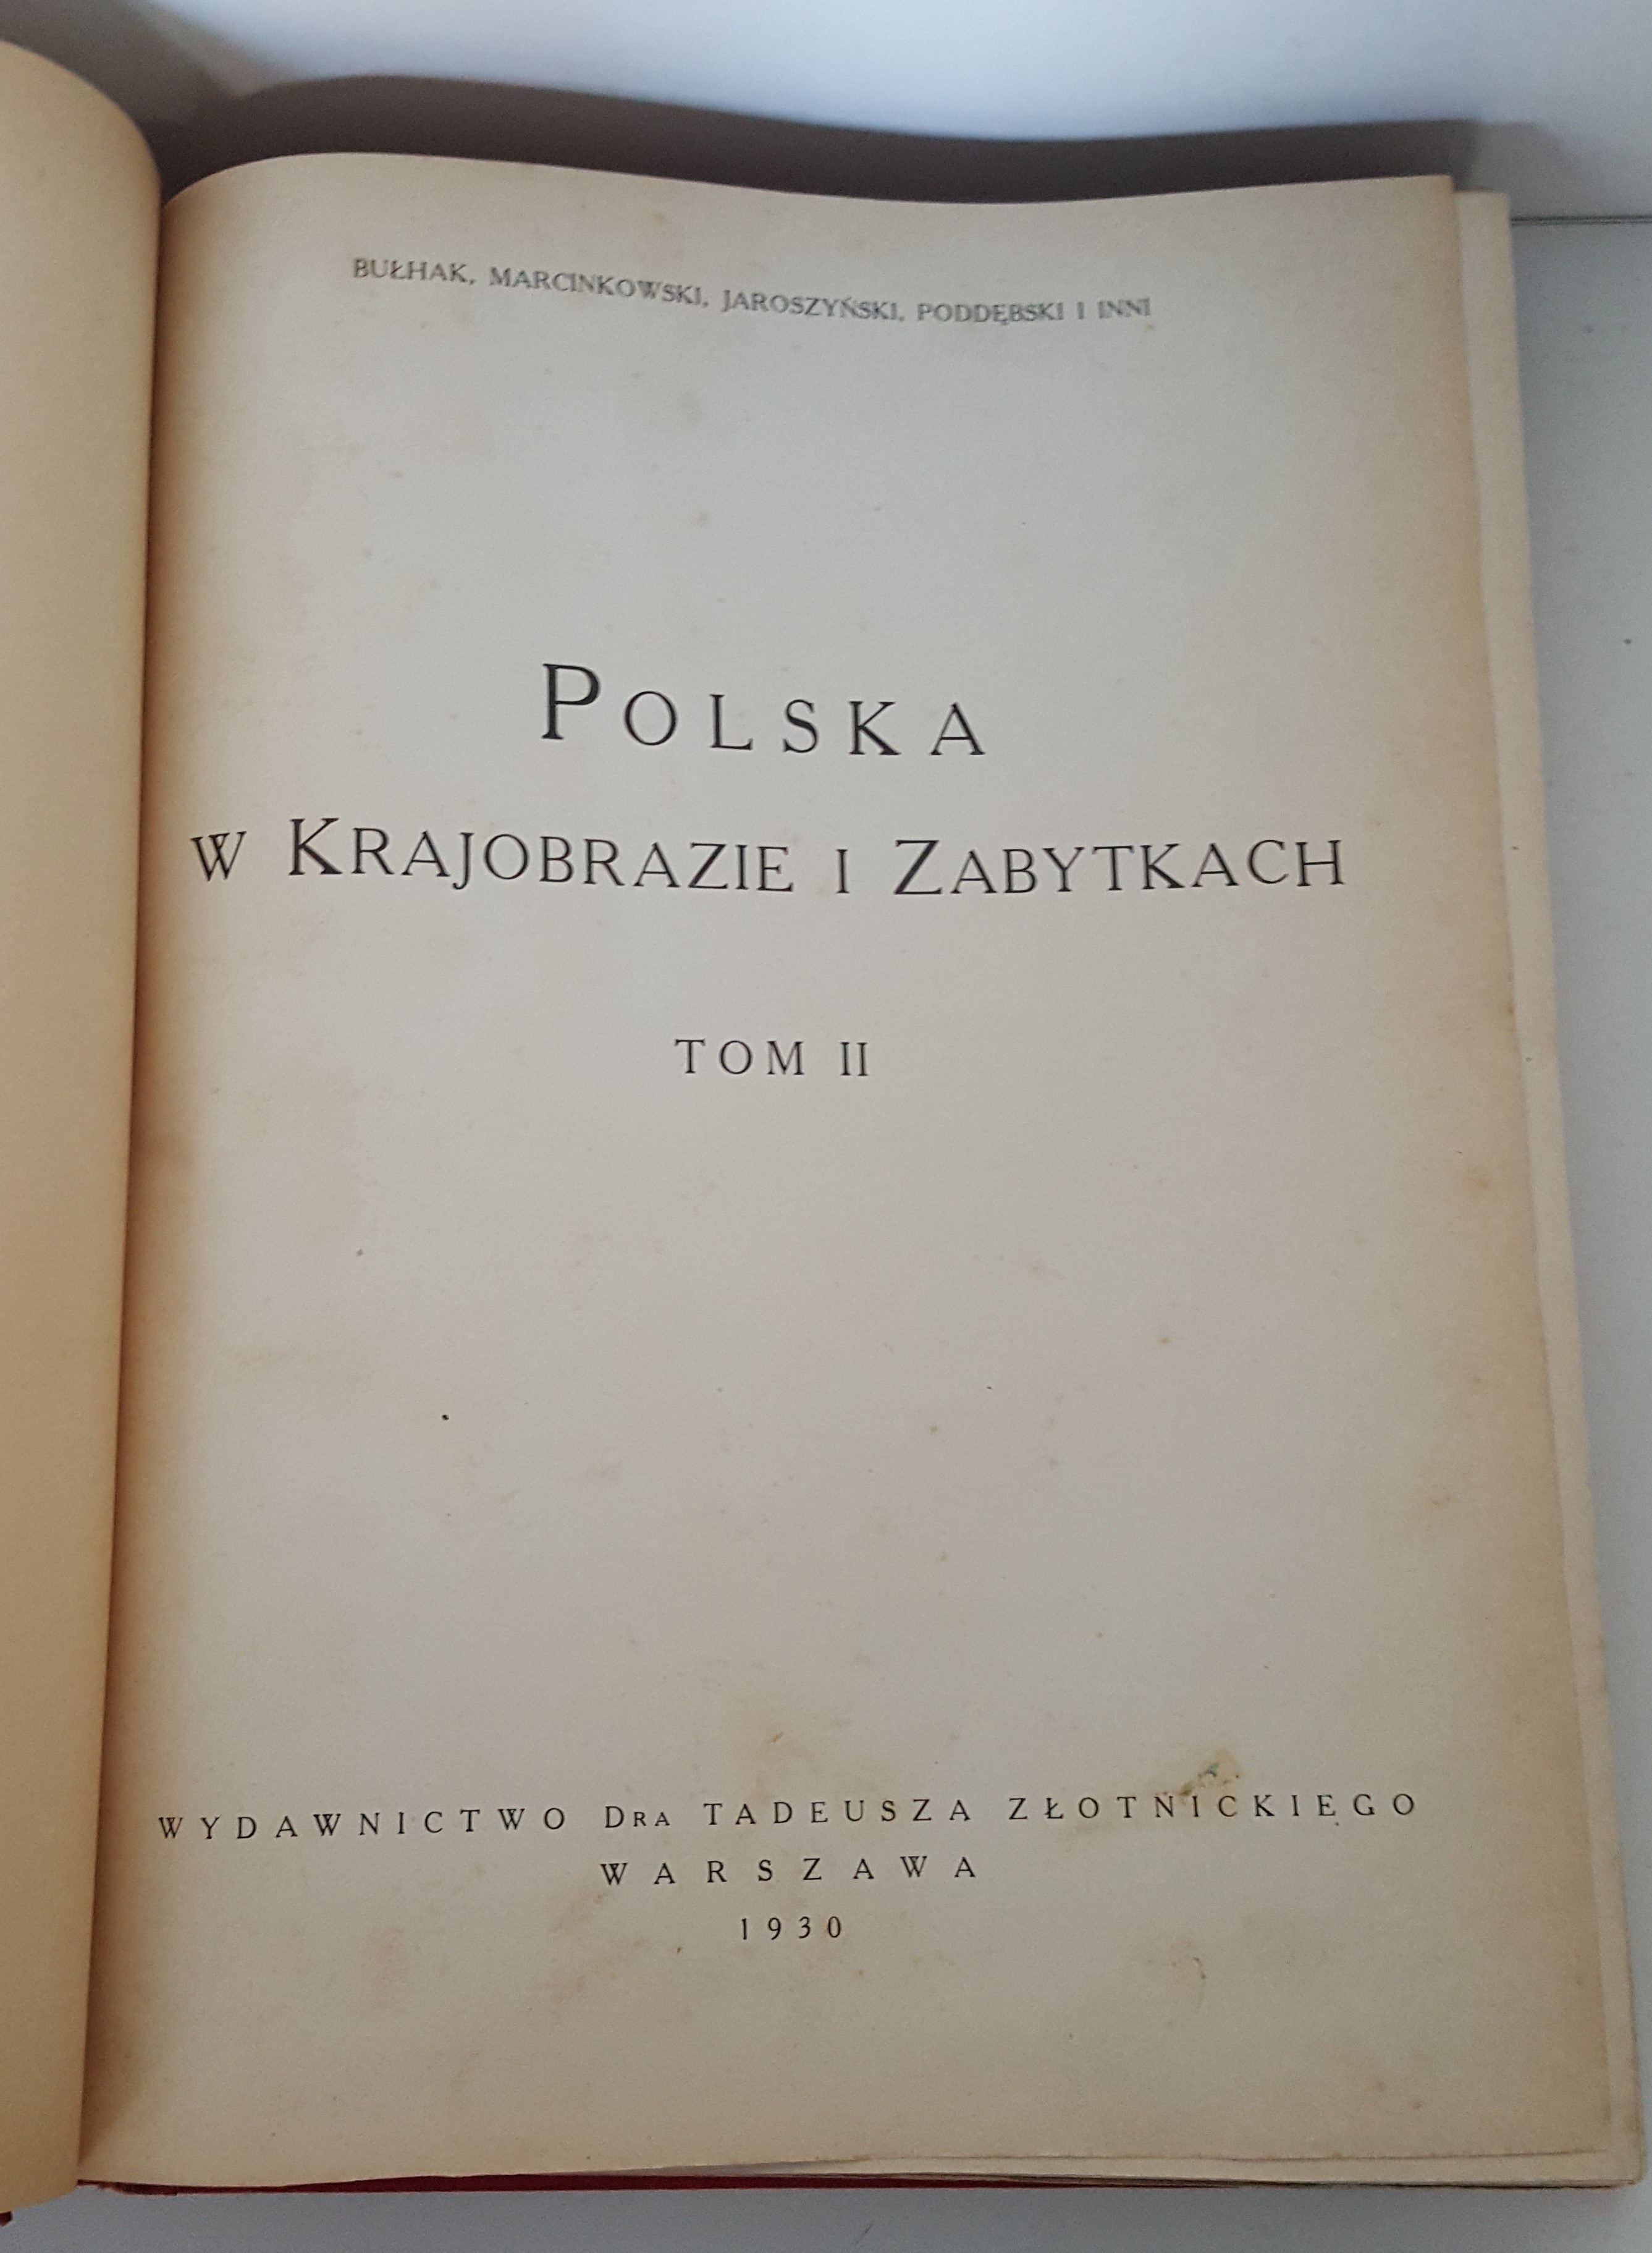 BUŁHAK, MARCINKOWSKI, JAROSZYŃSKI, PODDĘBSKI I INNI
POLSKA
W KRAJOBRAZIE I ZABYTKACH
TOM II
WYDAWNICTWO DRA TADEUSZA ZŁOTNICKIEGO
WARSZAWA
1930